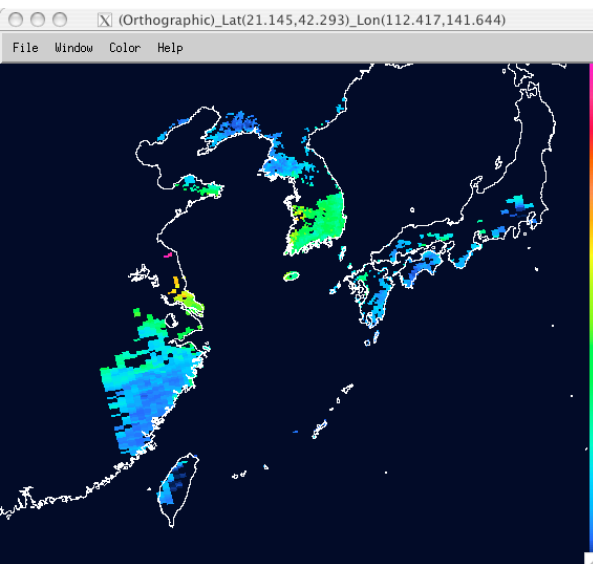 X (Orthographic)_Lat(21.145,42.293)_Lon(112.417,141.644)
File Window Color Help